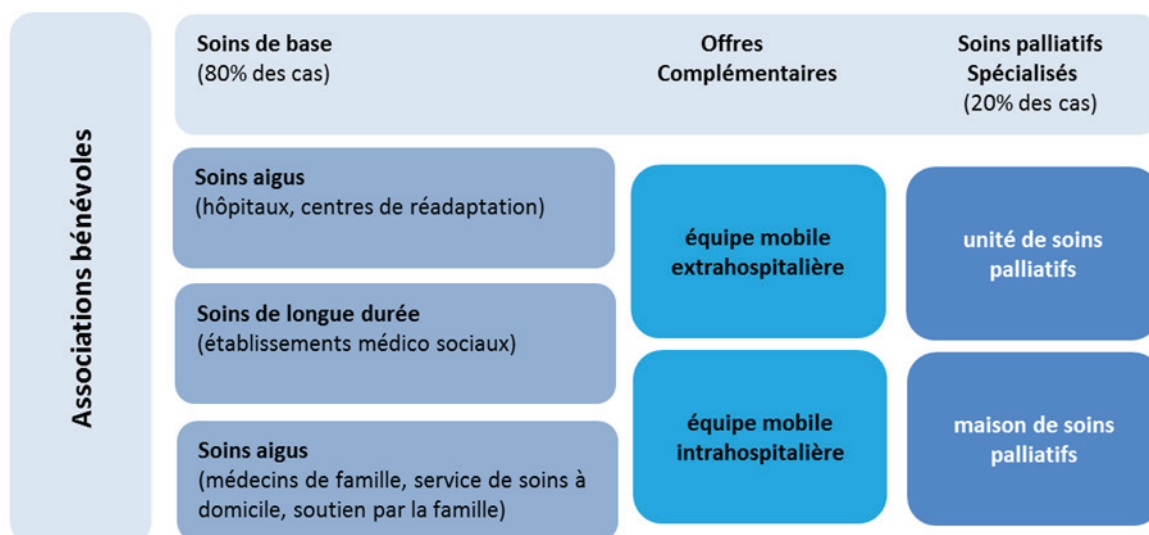 Associations bénévoles
Soins de base
(80% des cas)
Offres
Complémentaires
Soins palliatifs
Spécialisés
(20% des cas)
Soins aigus
(hôpitaux, centres de réadaptation)
Soins de longue durée
(établissements médico sociaux)
Soins aigus
(médecins de famille, service de soins à
domicile, soutien par la famille)
équipe mobile
extrahospitalière
équipe mobile
intrahospitalière
unité de soins
palliatifs
maison de soins
palliatifs